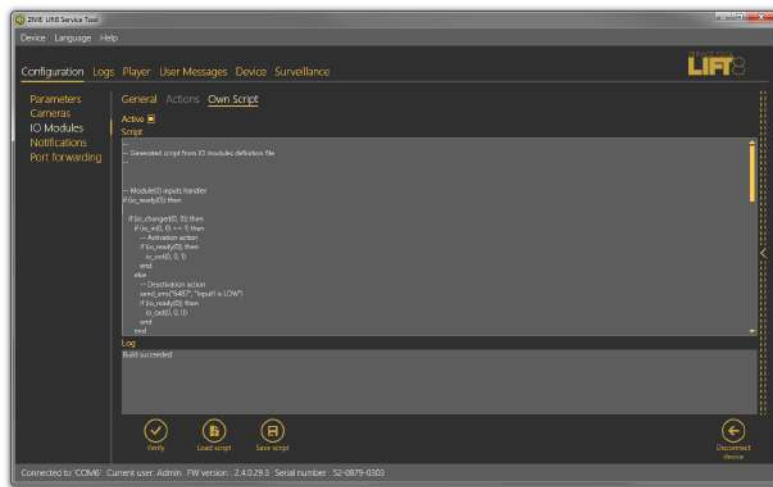 2N® Lift8 Service Tool
Device Language Help
SERVICE TOOL
LIFT8
Configuration Logs Player User Messages Device Surveillance
Parameters
Cameras
IO Modules
Notifications
Port forwarding
General Actions Own Script
Active
Script
--
-- Generated script from IO modules definition file
--
-- Module(0) inputs handler
if (io_ready(0)) then
if (io_changed(0, 0)) then
if (io_in(0, 0) == 1) then
-- Activation action
if (io_ready(0)) then
io_out(0, 0, 1)
end
else
-- Deactivation action
send_sms("6487", "Input1 is LOW")
if (io_ready(0)) then
io_out(0, 0, 0)
end
end
Log
Build succeeded
Verify Load script Save script Disconnect device
Connected to 'COM6' Current user: Admin FW version: 2.4.0.29.3 Serial number: 52-0879-0303